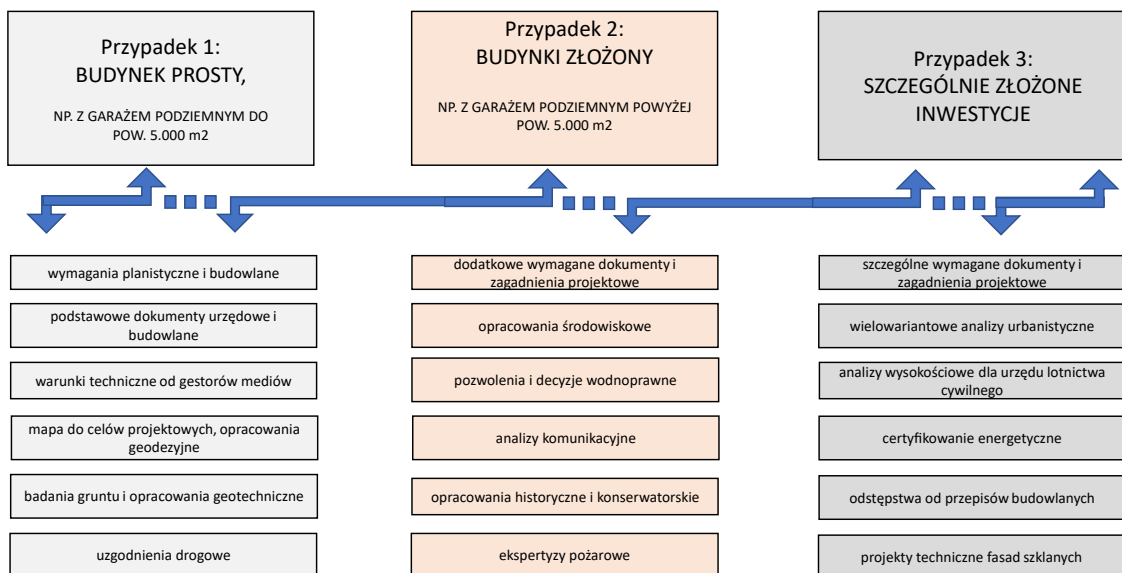 Przypadek 1:
BUDYNEK PROSTY,
NP. Z GARAŻEM PODZIEMNYM DO
POW. 5.000 m2
Przypadek 2:
BUDYNKI ZŁOŻONY
NP. Z GARAŻEM PODZIEMNYM POWYŻEJ
POW. 5.000 m2
Przypadek 3:
SZCZEGÓLNIE ZŁOŻONE
INWESTYCJE
wymagania planistyczne i budowlane
podstawowe dokumenty urzędowe i
budowlane
warunki techniczne od gestorów mediów
mapa do celów projektowych, opracowania
geodezyjne
badania gruntu i opracowania geotechniczne
uzgodnienia drogowe
dodatkowe wymagane dokumenty i
zagadnienia projektowe
opracowania środowiskowe
pozwolenia i decyzje wodnoprawne
analizy komunikacyjne
opracowania historyczne i konserwatorskie
ekspertyzy pożarowe
szczególne wymagane dokumenty i
zagadnienia projektowe
wielowariantowe analizy urbanistyczne
analizy wysokościowe dla urzędu lotnictwa
cywilnego
certyfikowanie energetyczne
odstępstwa od przepisów budowlanych
projekty techniczne fasad szklanych